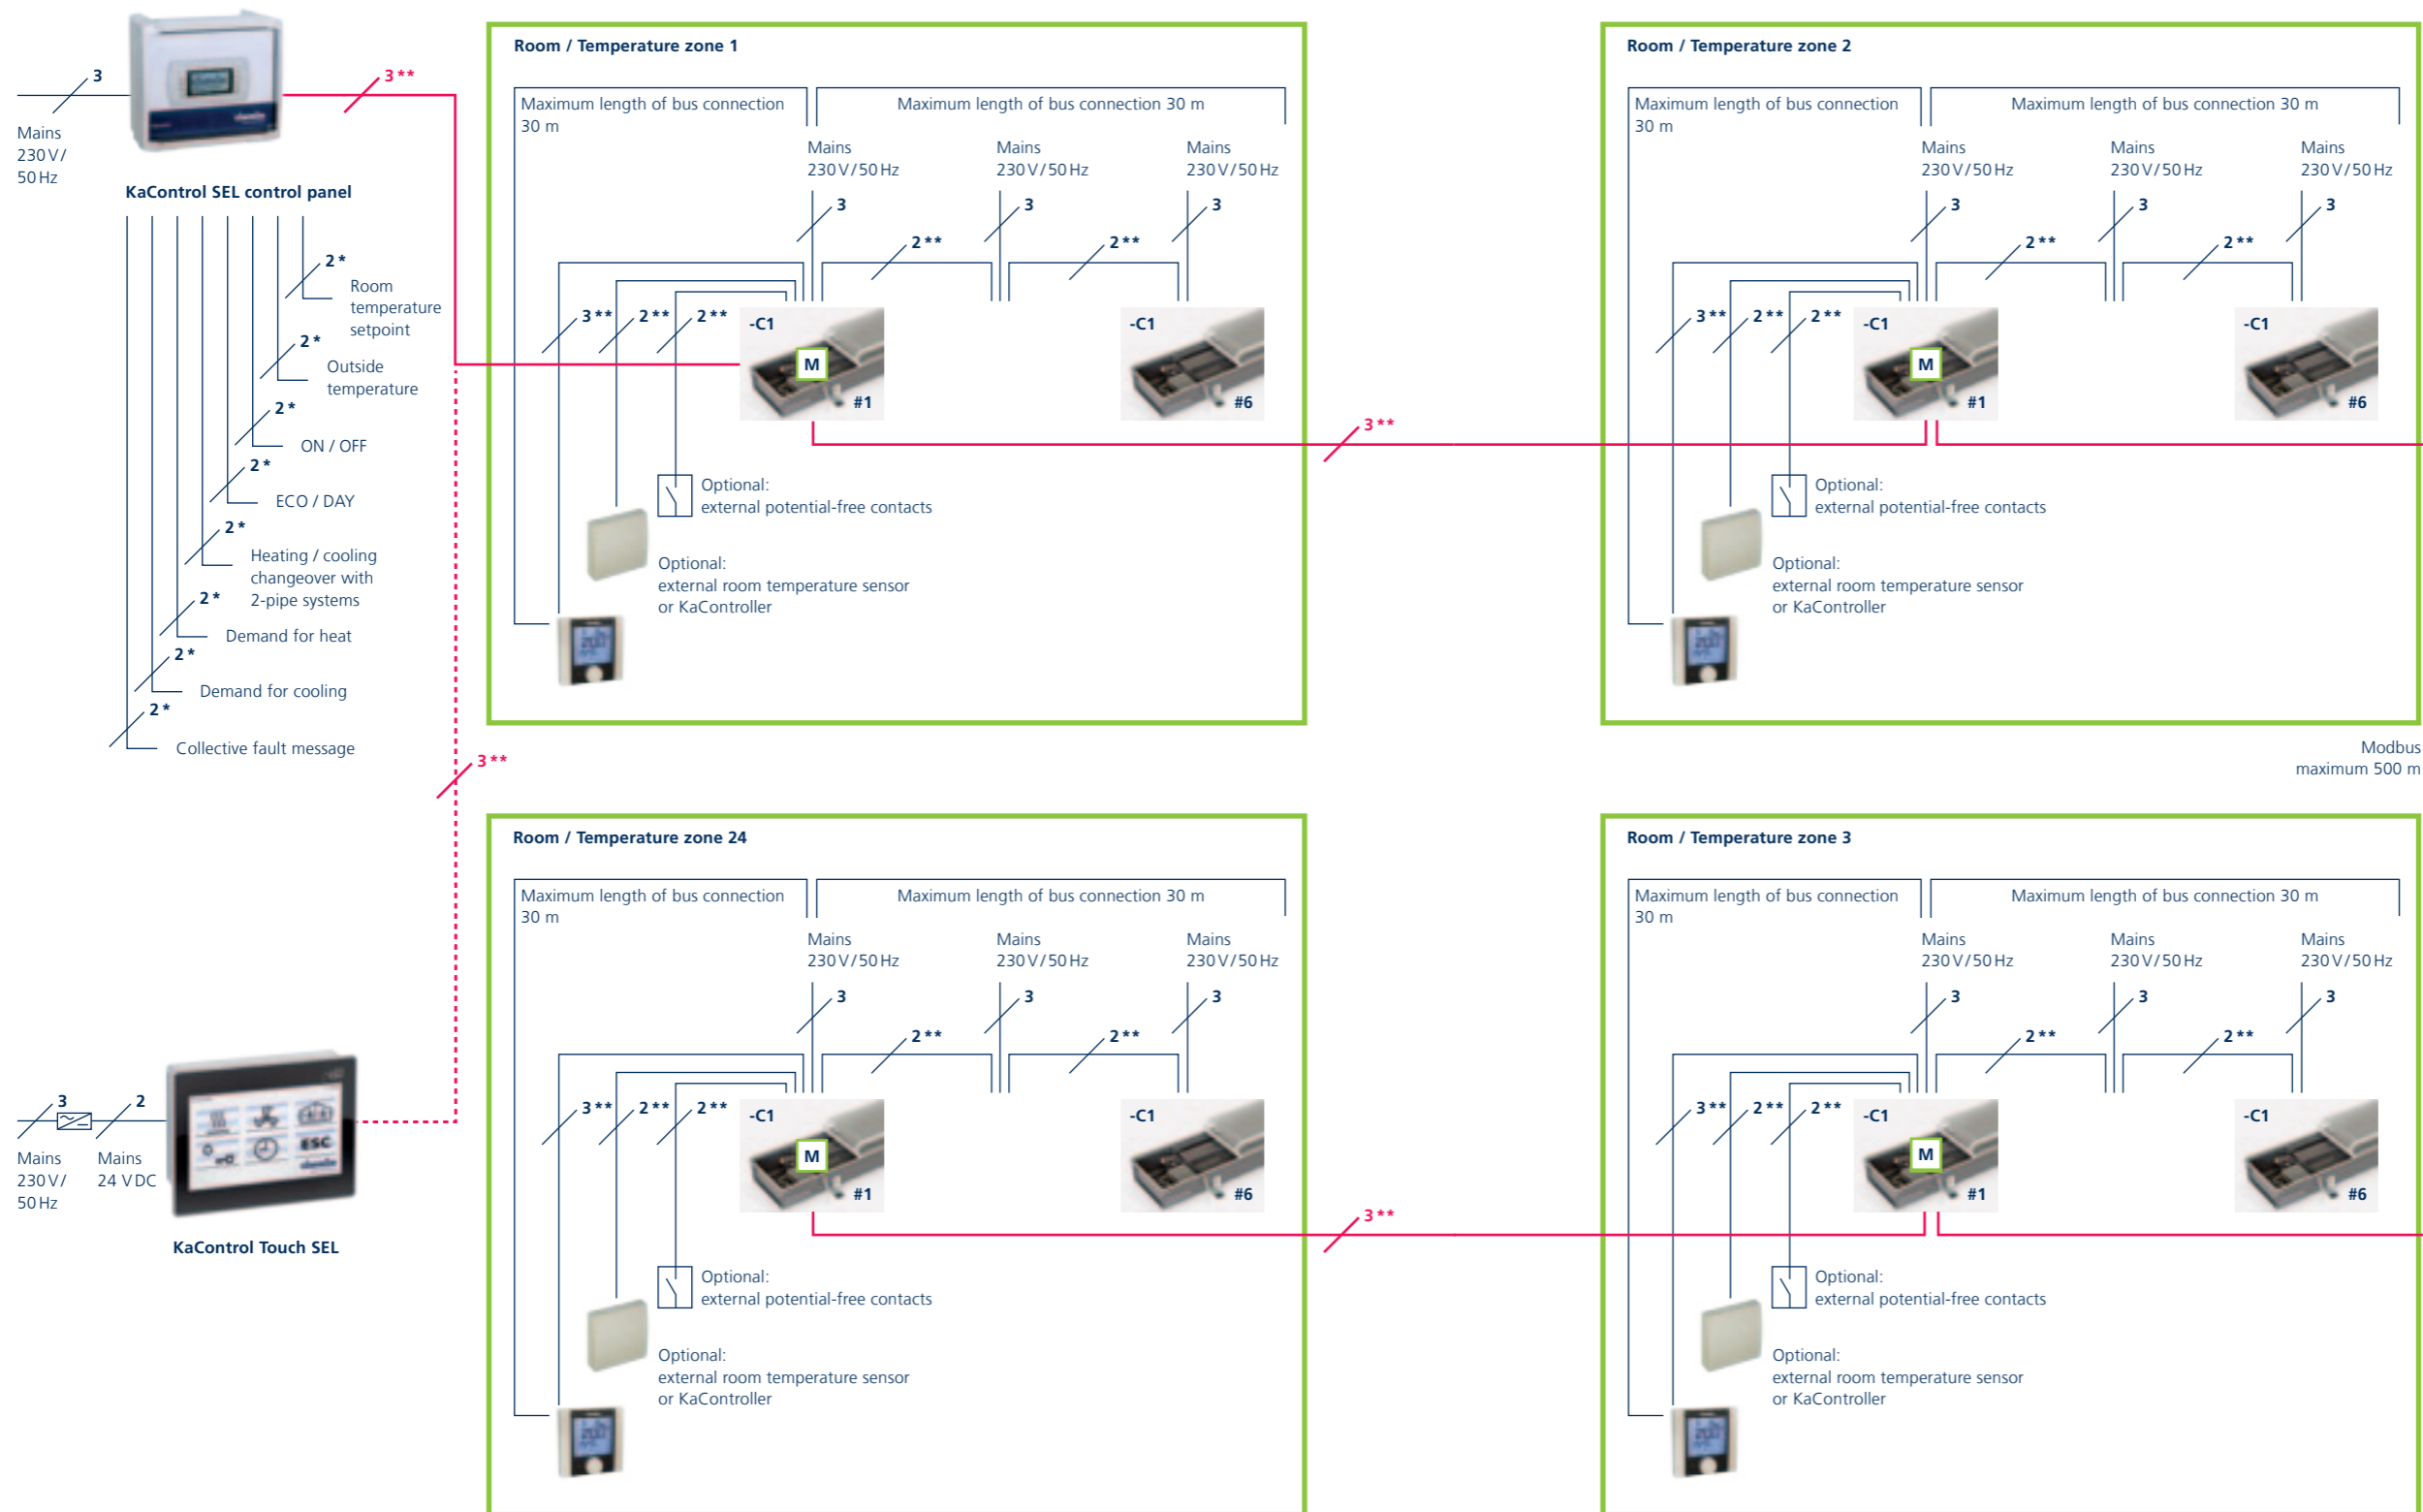 3
Mains
230 V /
50 Hz
3**
KaControl SEL control panel
2*
Room
temperature
setpoint
2*
Outside
temperature
2*
ON / OFF
2*
ECO / DAY
2*
Heating / cooling
changeover with
2-pipe systems
2*
Demand for heat
2*
Demand for cooling
2*
Collective fault message
3**
3
2
Mains
230 V /
50 Hz
Mains
24 V DC
ESC
KaControl Touch SEL
Room / Temperature zone 1
Maximum length of bus connection
30 m
Maximum length of bus connection 30 m
Mains
230 V / 50 Hz
Mains
230 V / 50 Hz
Mains
230 V / 50 Hz
3
3
3
2**
2**
3**
2**
2**
-C1
M
#1
-C1
#6
Optional:
external potential-free contacts
Optional:
external room temperature sensor
or KaController
3**
Room / Temperature zone 2
Maximum length of bus connection
30 m
Maximum length of bus connection 30 m
Mains
230 V / 50 Hz
Mains
230 V / 50 Hz
Mains
230 V / 50 Hz
3
3
3
2**
2**
3**
2**
2**
-C1
M
#1
-C1
#6
Optional:
external potential-free contacts
Optional:
external room temperature sensor
or KaController
Modbus
maximum 500 m
Room / Temperature zone 24
Maximum length of bus connection
30 m
Maximum length of bus connection 30 m
Mains
230 V / 50 Hz
Mains
230 V / 50 Hz
Mains
230 V / 50 Hz
3
3
3
2**
2**
3**
2**
2**
-C1
M
#1
-C1
#6
Optional:
external potential-free contacts
Optional:
external room temperature sensor
or KaController
3**
Room / Temperature zone 3
Maximum length of bus connection
30 m
Maximum length of bus connection 30 m
Mains
230 V / 50 Hz
Mains
230 V / 50 Hz
Mains
230 V / 50 Hz
3
3
3
2**
2**
3**
2**
2**
-C1
M
#1
-C1
#6
Optional:
external potential-free contacts
Optional:
external room temperature sensor
or KaController